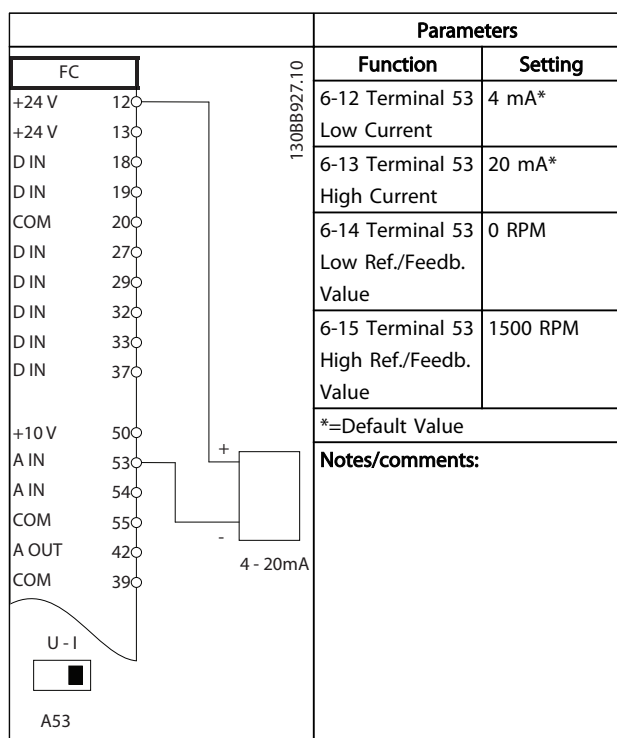 Parameters
FC
130BB927.10
Function Setting
+24 V 12
+24 V 13
D IN 18
D IN 19
COM 20
D IN 27
D IN 29
D IN 32
D IN 33
D IN 37
+10 V 50
A IN 53
A IN 54
COM 55
A OUT 42
COM 39
+
-
4 - 20mA
U - I
A53
6-12 Terminal 53 4 mA*
Low Current
6-13 Terminal 53 20 mA*
High Current
6-14 Terminal 53 0 RPM
Low Ref./Feedb.
Value
6-15 Terminal 53 1500 RPM
High Ref./Feedb.
Value
*=Default Value
Notes/comments: